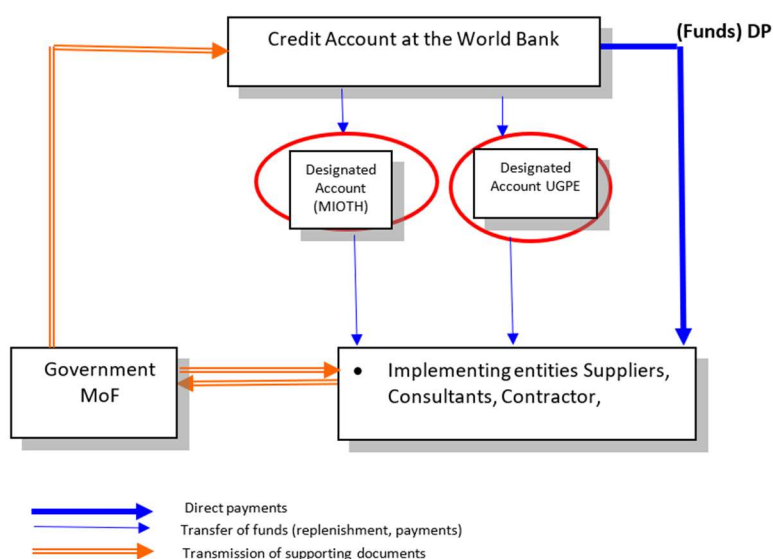 Credit Account at the World Bank
(Funds) DP
Designated
Account
(MIOTH)
Designated
Account UGPE
Government
MoF
• Implementing entities Suppliers,
Consultants, Contractor,
Direct payments
Transfer of funds (replenishment, payments)
Transmission of supporting documents